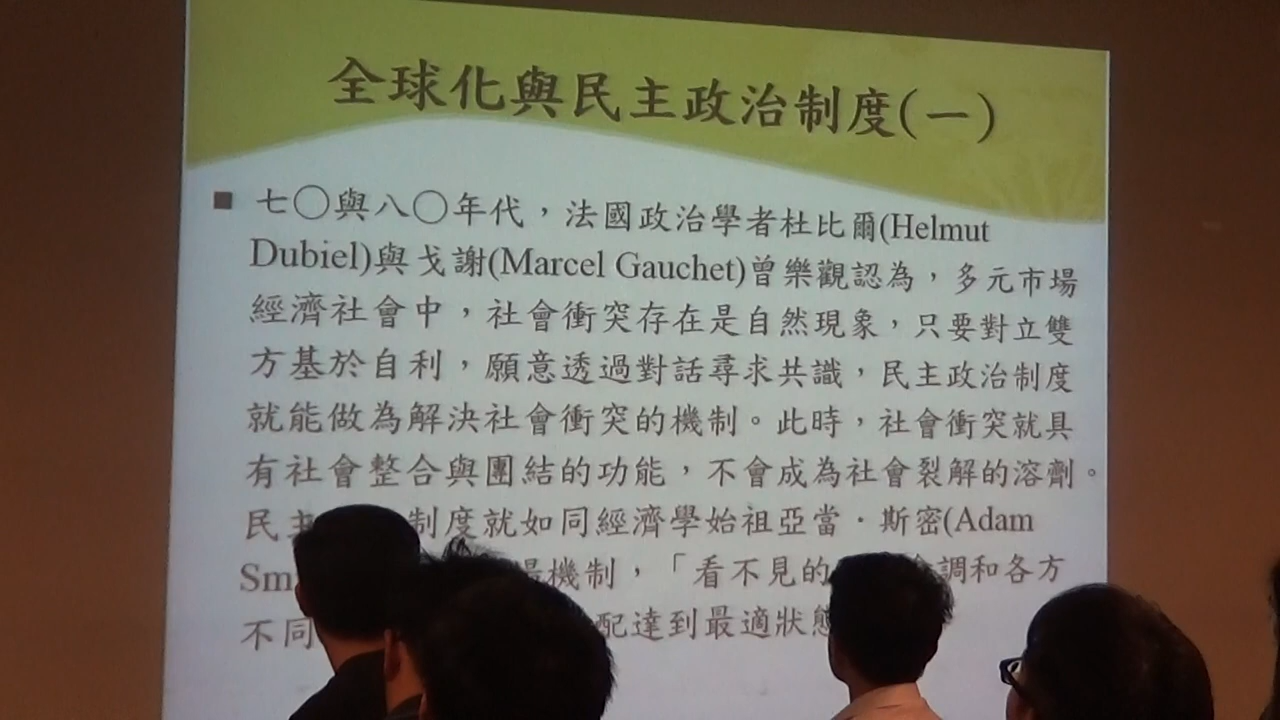 全球化與民主政治制度(一)
■ 七〇與八〇年代，法國政治學者杜比爾(Helmut
Dubiel)與戈謝(Marcel Gauchet)曾樂觀認為，多元市場
經濟社會中，社會衝突存在是自然現象，只要對立雙
方基於自利，願意透過對話尋求共識，民主政治制度
就能做為解決社會衝突的機制。此時，社會衝突就具
有社會整合與團結的功能，不會成為社會裂解的溶劑。
民主 制度就如同經濟學始祖亞當．斯密(Adam
機制，「看不見的 調和各方
不同 配達到最適狀態